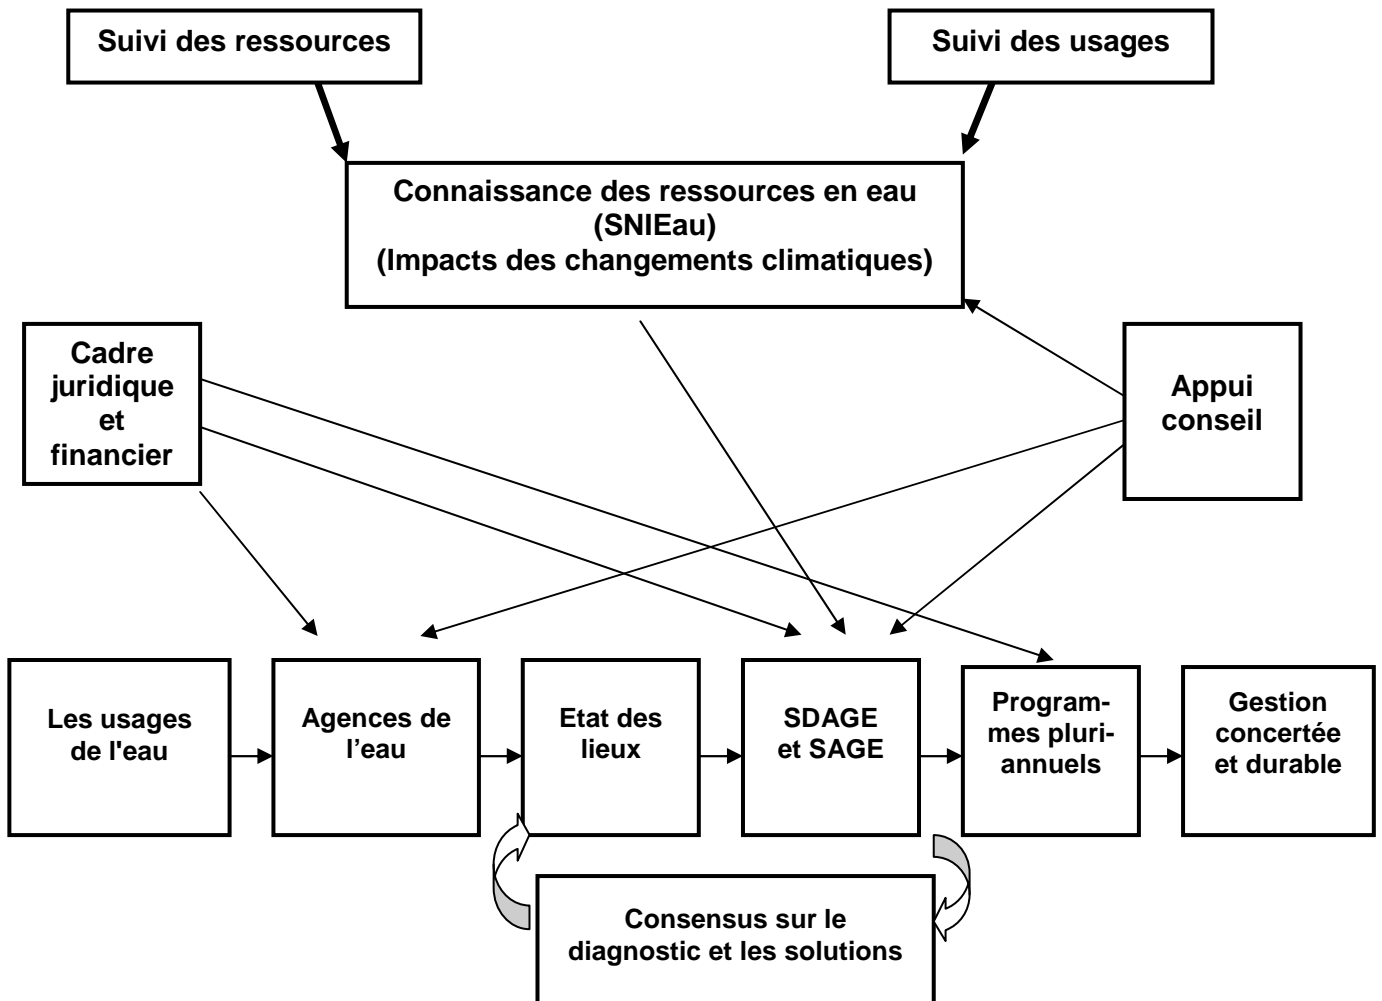 Suivi des ressources
Suivi des usages
Connaissance des ressources en eau
(SNIEau)
(Impacts des changements climatiques)
Cadre
juridique
et
financier
Appui
conseil
Les usages
de l'eau
Agences de
l’eau
Etat des
lieux
SDAGE
et SAGE
Program-
mes pluri-
annuels
Gestion
concertée
et durable
Consensus sur le
diagnostic et les solutions